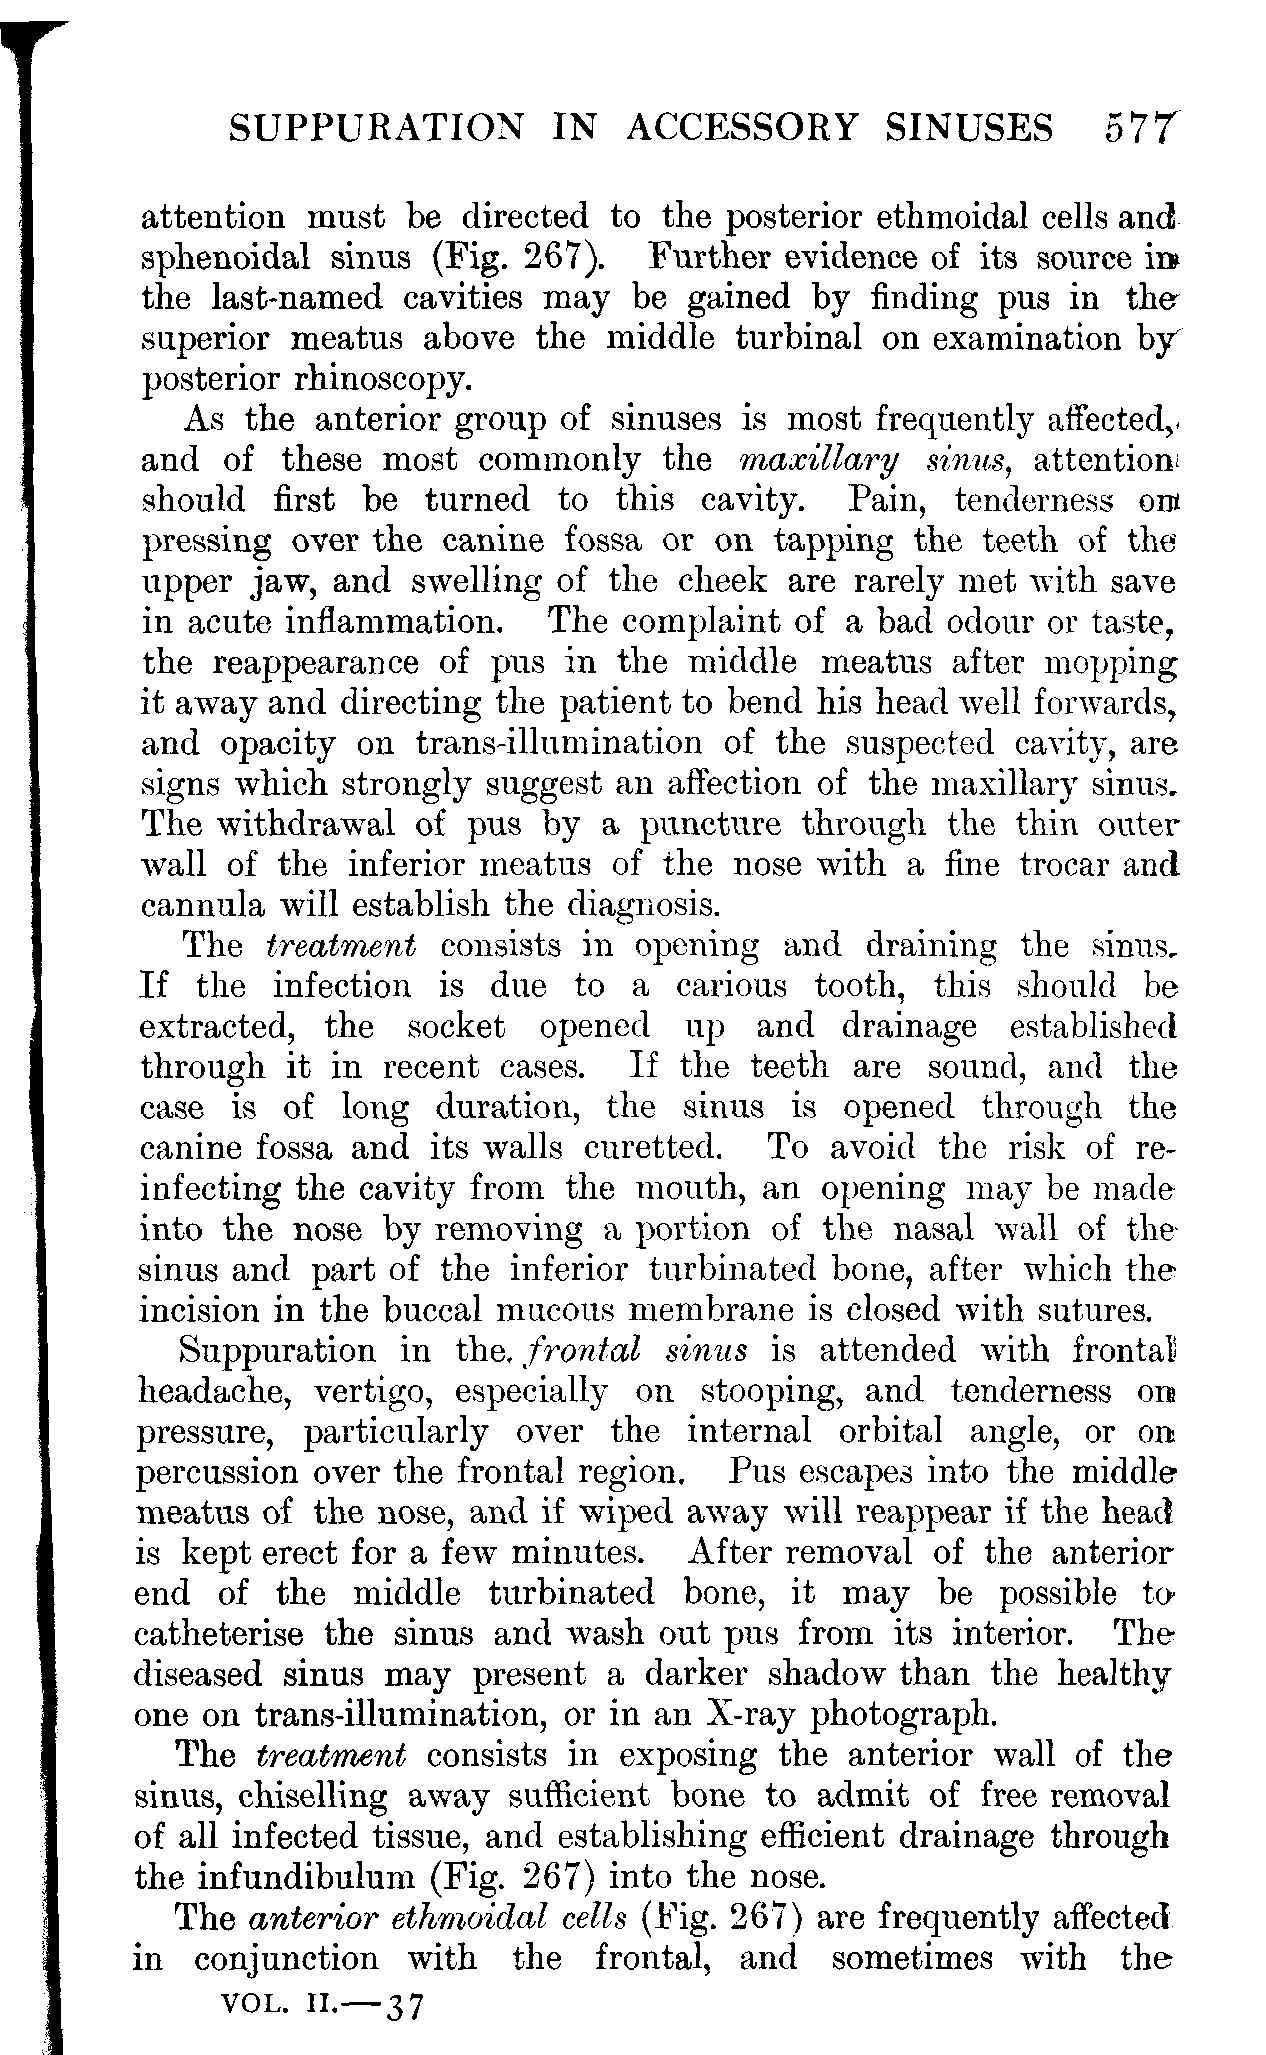 SUPPURATION IN ACCESSORY SINUSES 577
attention must be directed to the posterior ethmoidal cells and
sphenoidal sinus (Fig. 267). Further evidence of its source in
the last-named cavities may be gained by finding pus in the
superior meatus above the middle turbinal on examination by
posterior rhinoscopy.
As the anterior group of sinuses is most frequently affected,
and of these most commonly the maxillary sinus, attention
should first be turned to this cavity. Pain, tenderness on
pressing over the canine fossa or on tapping the teeth of the
upper jaw, and swelling of the cheek are rarely met with save
in acute inflammation. The complaint of a bad odour or taste,
the reappearance of pus in the middle meatus after mopping
it away and directing the patient to bend his head well forwards,
and opacity on trans-illumination of the suspected cavity, are
signs which strongly suggest an affection of the maxillary sinus.
The withdrawal of pus by a puncture through the thin outer
wall of the inferior meatus of the nose with a fine trocar and
cannula will establish the diagnosis.
The treatment consists in opening and draining the sinus.
If the infection is due to a carious tooth, this should be
extracted, the socket opened up and drainage established
through it in recent cases. If the teeth are sound, and the
case is of long duration, the sinus is opened through the
canine fossa and its walls curetted. To avoid the risk of re-
infecting the cavity from the mouth, an opening may be made
into the nose by removing a portion of the nasal wall of the
sinus and part of the inferior turbinated bone, after which the
incision in the buccal mucous membrane is closed with sutures.
Suppuration in the frontal sinus is attended with frontal
headache, vertigo, especially on stooping, and tenderness on
pressure, particularly over the internal orbital angle, or on
percussion over the frontal region. Pus escapes into the middle
meatus of the nose, and if wiped away will reappear if the head
is kept erect for a few minutes. After removal of the anterior
end of the middle turbinated bone, it may be possible to
catheterise the sinus and wash out pus from its interior. The
diseased sinus may present a darker shadow than the healthy
one on trans-illumination, or in an X-ray photograph.
The treatment consists in exposing the anterior wall of the
sinus, chiselling away sufficient bone to admit of free removal
of all infected tissue, and establishing efficient drainage through
the infundibulum (Fig. 267) into the nose.
The anterior ethmoidal cells (Fig. 267) are frequently affected
in conjunction with the frontal, and sometimes with the
VOL. II.—37